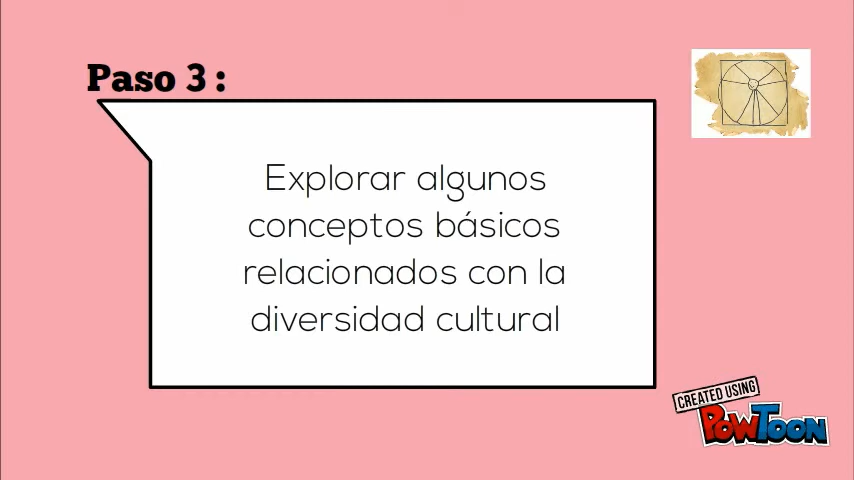 Paso 3 :
Explorar algunos
conceptos básicos
relacionados con la
diversidad cultural
CREATED USING
POWTOON